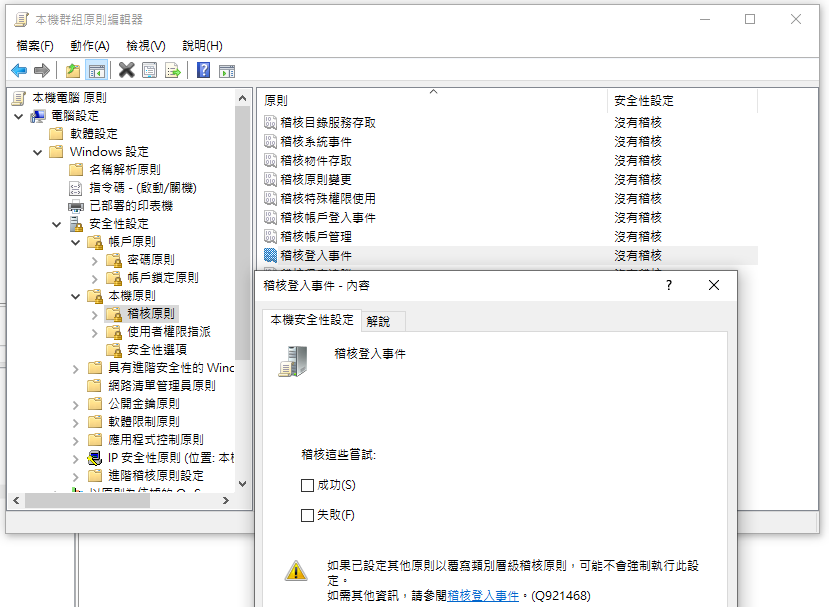 本機群組原則編輯器
檔案(F) 動作(A) 檢視(V) 說明(H)
本機電腦 原則
電腦設定
軟體設定
Windows 設定
名稱解析原則
指令碼 - (啟動/關機)
已部署的印表機
安全性設定
帳戶原則
密碼原則
帳戶鎖定原則
本機原則
稽核原則
使用者權限指派
安全性選項
具有進階安全性的 Winc
網路清單管理員原則
公開金鑰原則
軟體限制原則
應用程式控制原則
IP 安全性原則 (位置: 本
進階稽核原則設定
原則 安全性設定
稽核目錄服務存取 沒有稽核
稽核系統事件 沒有稽核
稽核物件存取 沒有稽核
稽核原則變更 沒有稽核
稽核特殊權限使用 沒有稽核
稽核帳戶登入事件 沒有稽核
稽核帳戶管理 沒有稽核
稽核登入事件 沒有稽核
稽核登入事件 - 內容
本機安全性設定 解說
稽核登入事件
稽核這些嘗試:
成功(S)
失敗(F)
如果已設定其他原則以覆寫類別層級稽核原則，可能不會強制執行此設
定。
如需其他資訊，請參閱稽核登入事件。(Q921468)